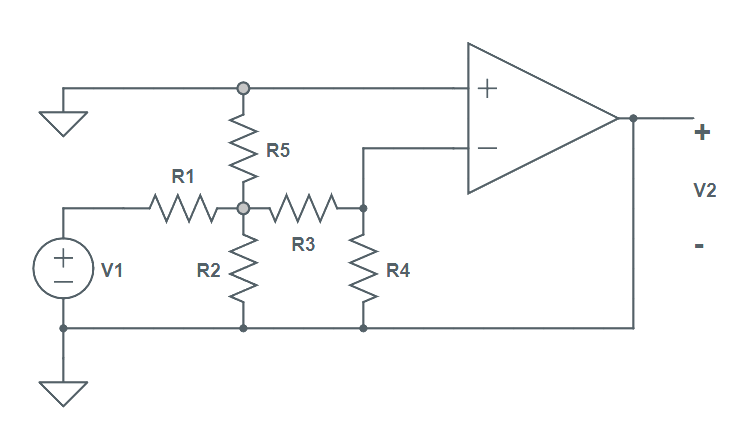 +
R5
−
+
R1
V2
R3
-
+
−
V1
R2
R4